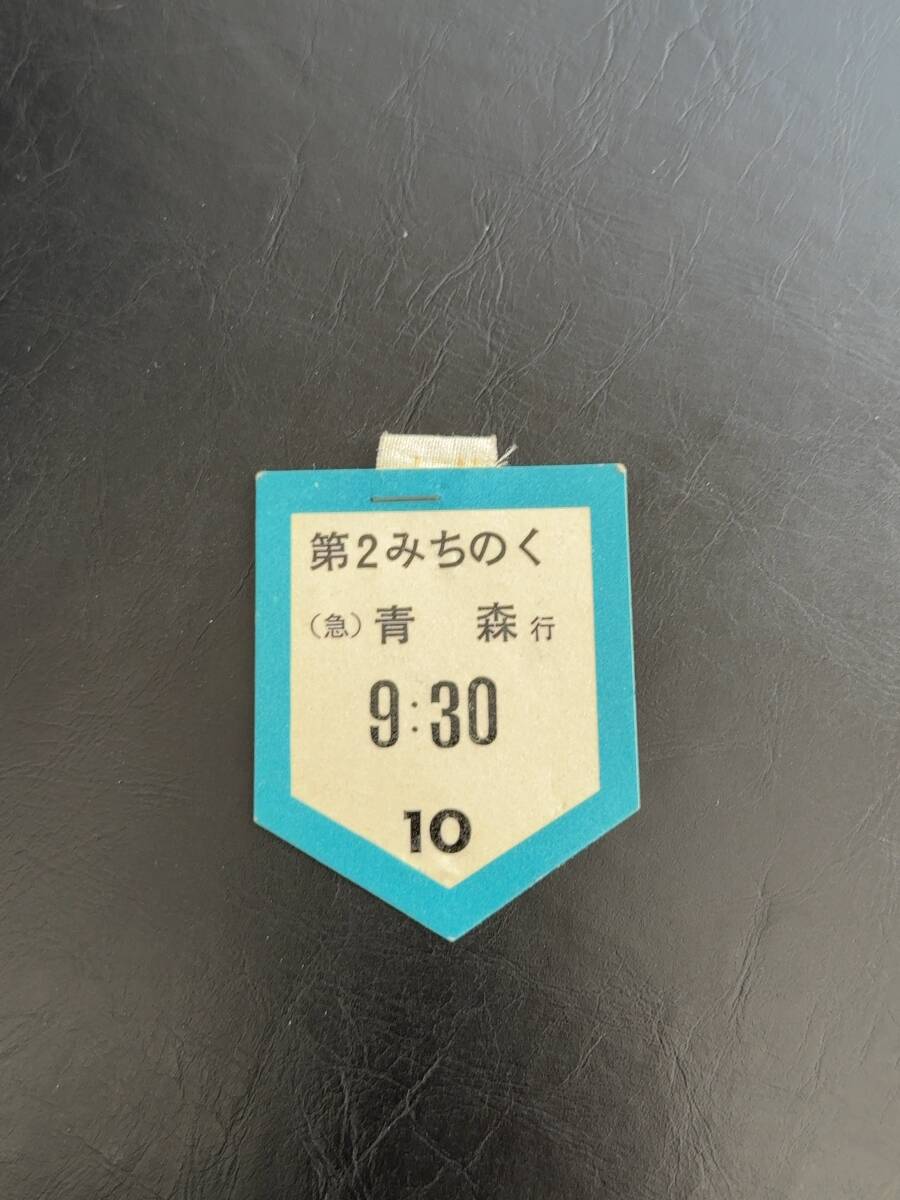 第2みちのく
（急）青 森 行
9:30
10